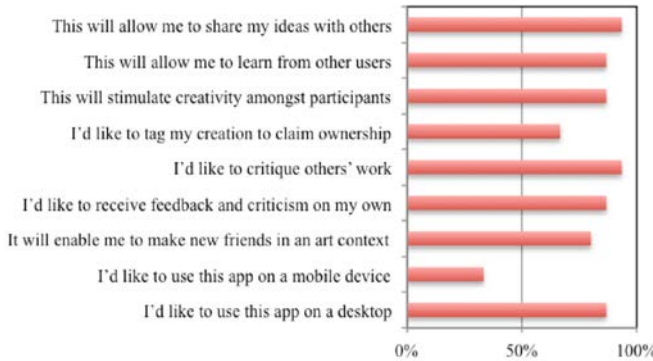 This will allow me to share my ideas with others
This will allow me to learn from other users
This will stimulate creativity amongst participants
I'd like to tag my creation to claim ownership
I'd like to critique others' work
I'd like to receive feedback and criticism on my own
It will enable me to make new friends in an art context
I'd like to use this app on a mobile device
I'd like to use this app on a desktop
0% 50% 100%